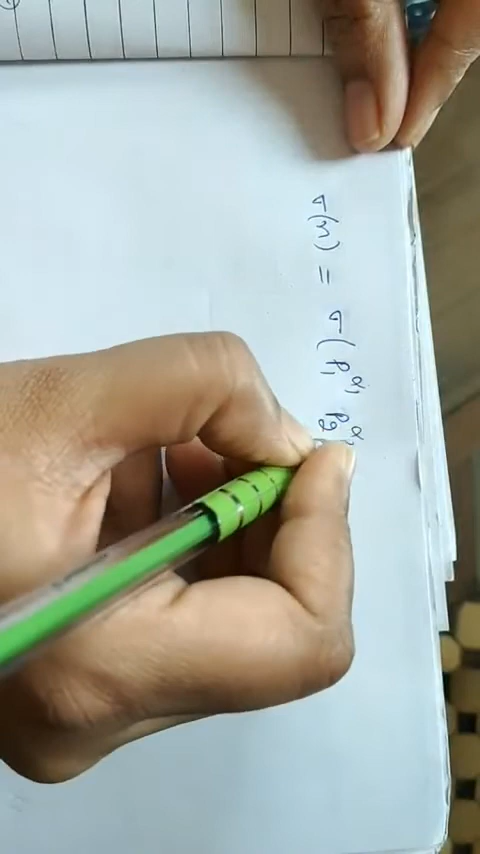 σ(n) = σ(p₁^α₁ p₂^α₂